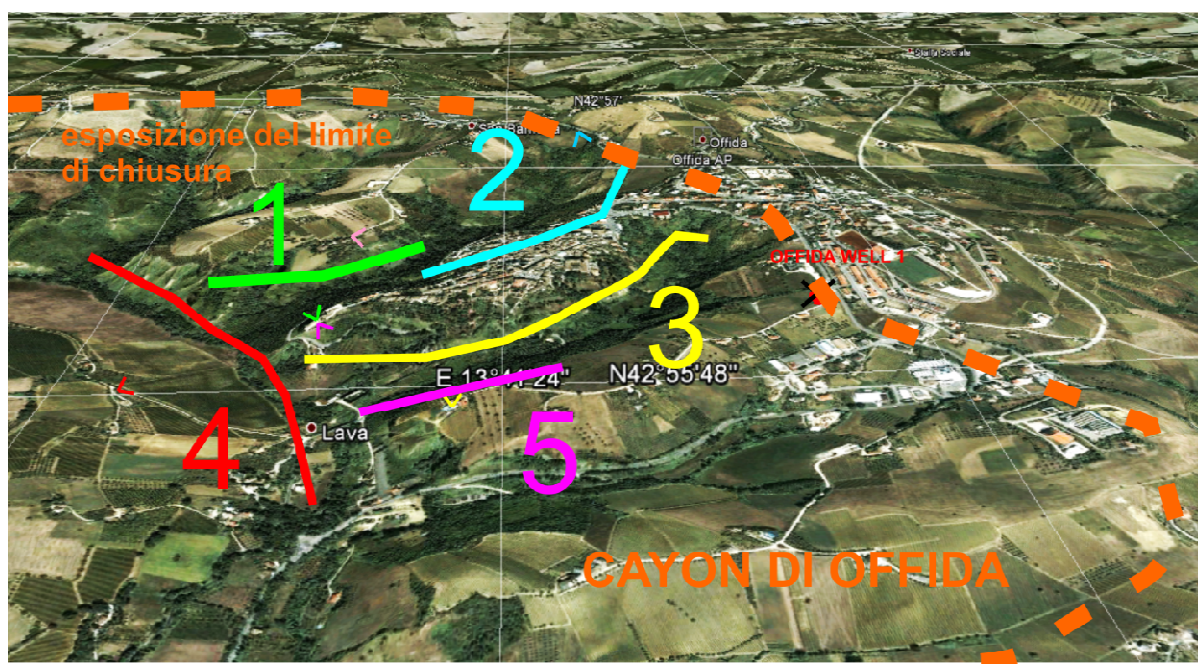 N42°57'
esposizione del limite
di chiusura
Offida
Offida AP
1
2
OFFIDA WELL 1
3
E 13°41'24" N42°55'48"
4
Lava
5
CAYON DI OFFIDA